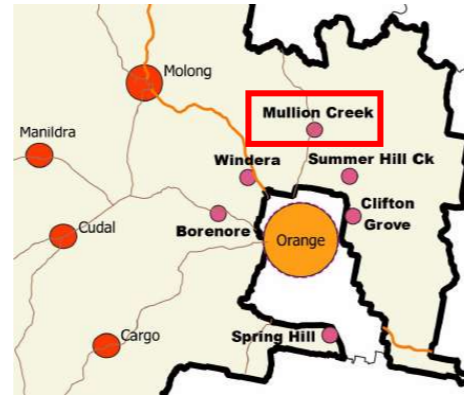 Molong
Mullion Creek
Manildra
Windera
Summer Hill Ck
Clifton
Grove
Borenore
Cudal
Orange
Cargo
Spring Hill